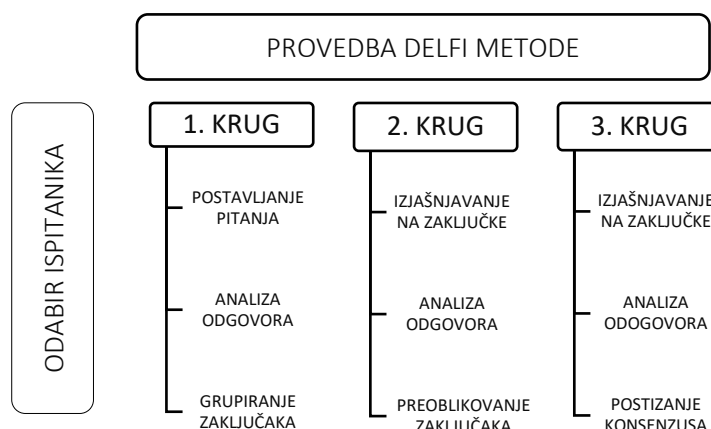 PROVEDBA DELFI METODE
ODABIR ISPITANIKA
1. KRUG
POSTAVLJANJE
PITANJA
ANALIZA
ODGOVORA
GRUPIRANJE
ZAKLJUČAKA
2. KRUG
IZJAŠNJAVANJE
NA ZAKLJUČKE
ANALIZA
ODGOVORA
PREOBLIKOVANJE
ZAKLJUČAKA
3. KRUG
IZJAŠNJAVANJE
NA ZAKLJUČKE
ANALIZA
ODOGOVORA
POSTIZANJE
KONSENZUSA